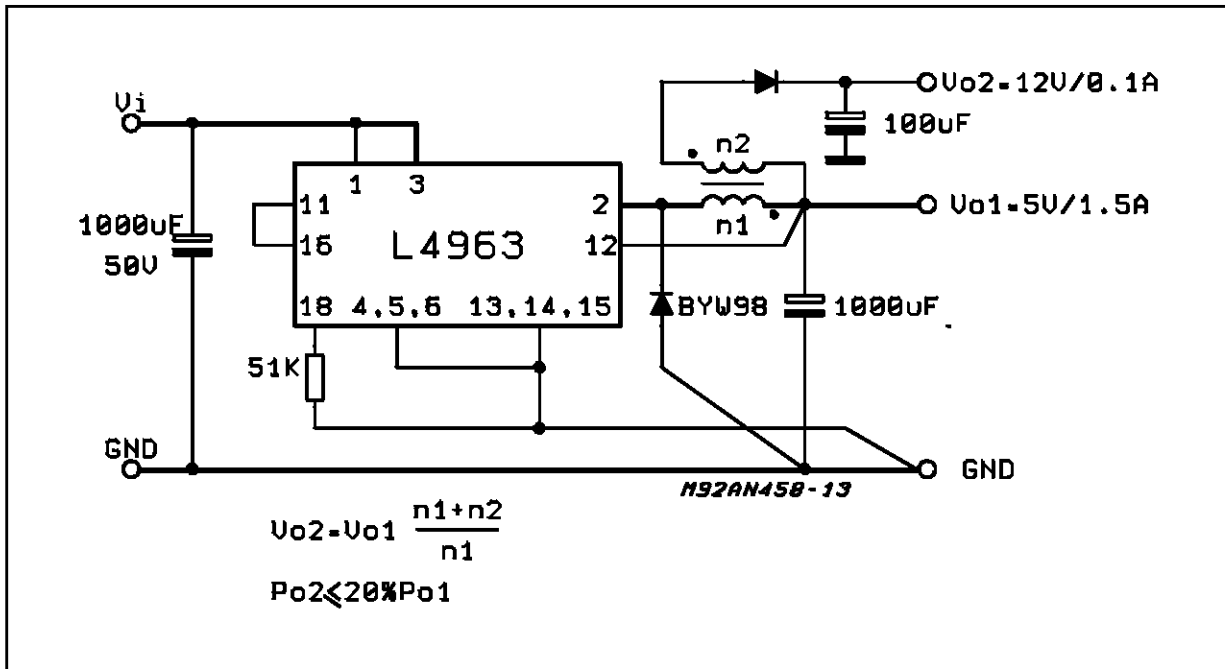 Vi
Vo2=12V/0.1A
100uF
n2
1 3
11
2
n1
Vo1=5V/1.5A
1000uF
50V
16
L4963
12
18 4,5,6 13,14,15
BYW98
1000uF
51K
GND
GND
M92AN450-13
Vo2=Vo1 n1+n2
n1
Po2≤20%Po1